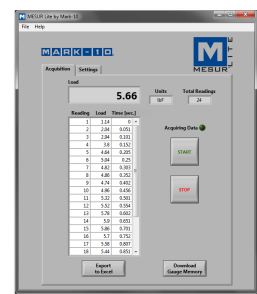 MESUR Lite by Mark-10
File Help
MARK-10
M
MESUR
LITE
Acquisition Settings
Load
5.66
Units
lbF
Total Readings
24
Reading Load Time [sec.]
1 1.14 0
2 2.04 0.051
3 2.94 0.101
4 3.8 0.152
5 4.64 0.205
6 5.04 0.25
7 4.82 0.303
8 4.86 0.352
9 4.74 0.402
10 4.96 0.456
11 5.32 0.501
12 5.52 0.554
13 5.78 0.602
14 5.9 0.651
15 5.86 0.701
16 5.7 0.752
17 5.58 0.807
18 5.44 0.851
Acquiring Data
START
STOP
Export
to Excel
Download
Gauge Memory